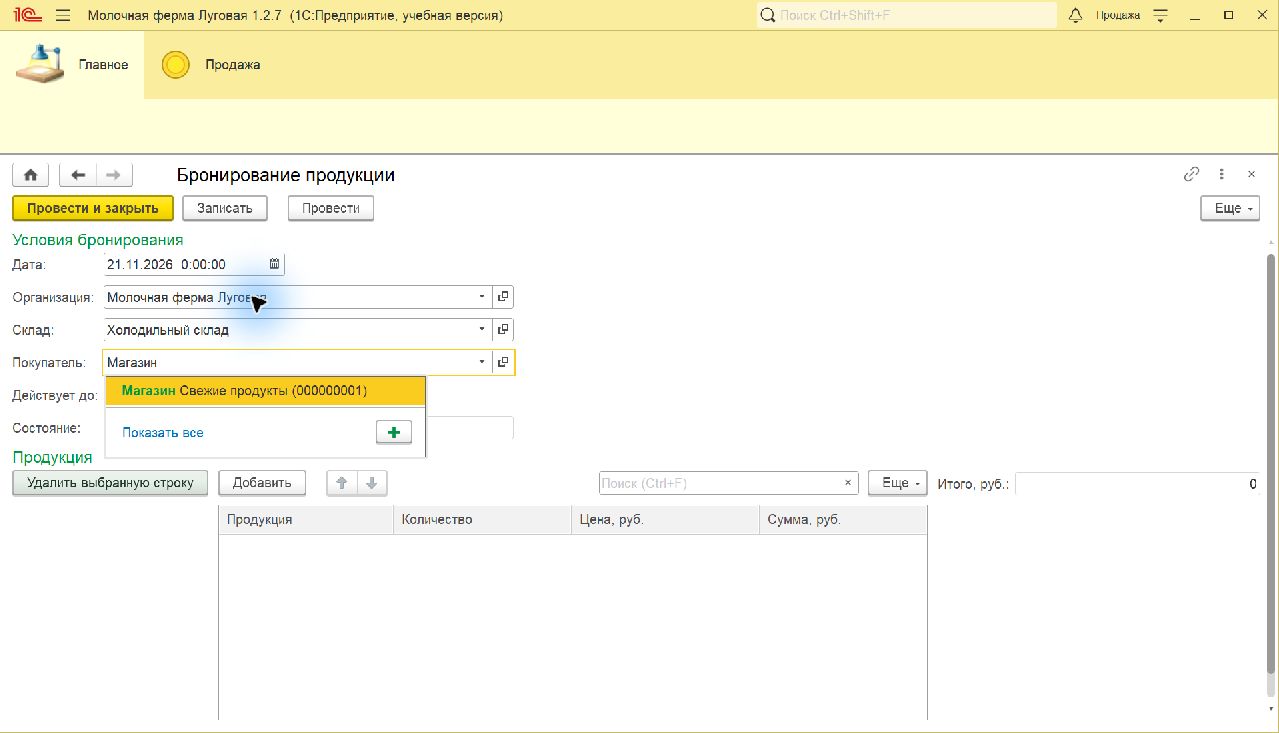 1С Молочная ферма Луговая 1.2.7 (1С:Предприятие, учебная версия) Поиск Ctrl+Shift+F Продажа
Главное Продажа
Бронирование продукции
Провести и закрыть Записать Провести Еще
Условия бронирования
Дата: 21.11.2026 0:00:00
Организация: Молочная ферма Луговая
Склад: Холодильный склад
Покупатель: Магазин
Магазин Свежие продукты (000000001)
Действует до:
Состояние:
Показать все
Продукция
Удалить выбранную строку Добавить Поиск (Ctrl+F) Еще Итого, руб.: 0
Продукция Количество Цена, руб. Сумма, руб.